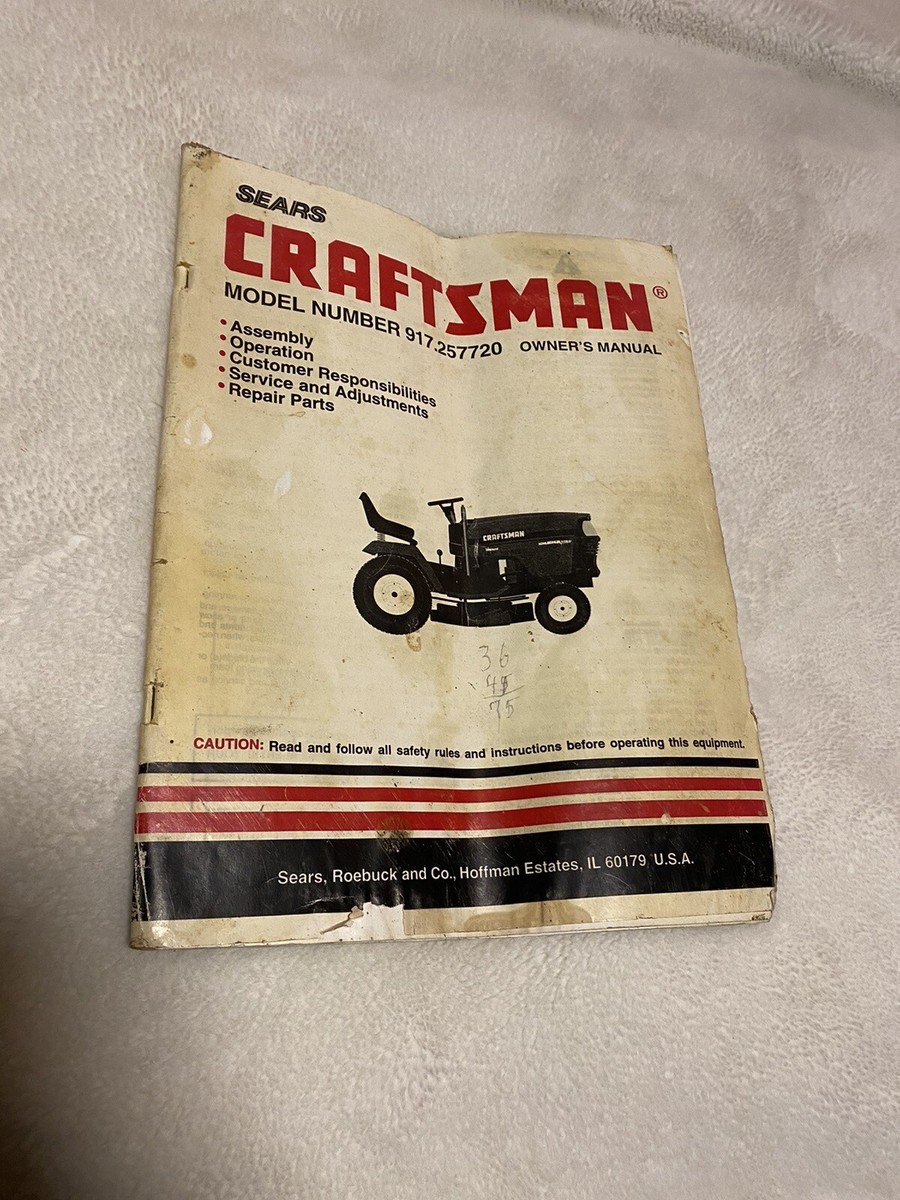 SEARS
CRAFTSMAN®
MODEL NUMBER 917.257720 OWNER'S MANUAL
• Assembly
• Operation
• Customer Responsibilities
• Service and Adjustments
• Repair Parts
CRAFTSMAN
36
75
CAUTION: Read and follow all safety rules and instructions before operating this equipment.
Sears, Roebuck and Co., Hoffman Estates, IL 60179 U.S.A.